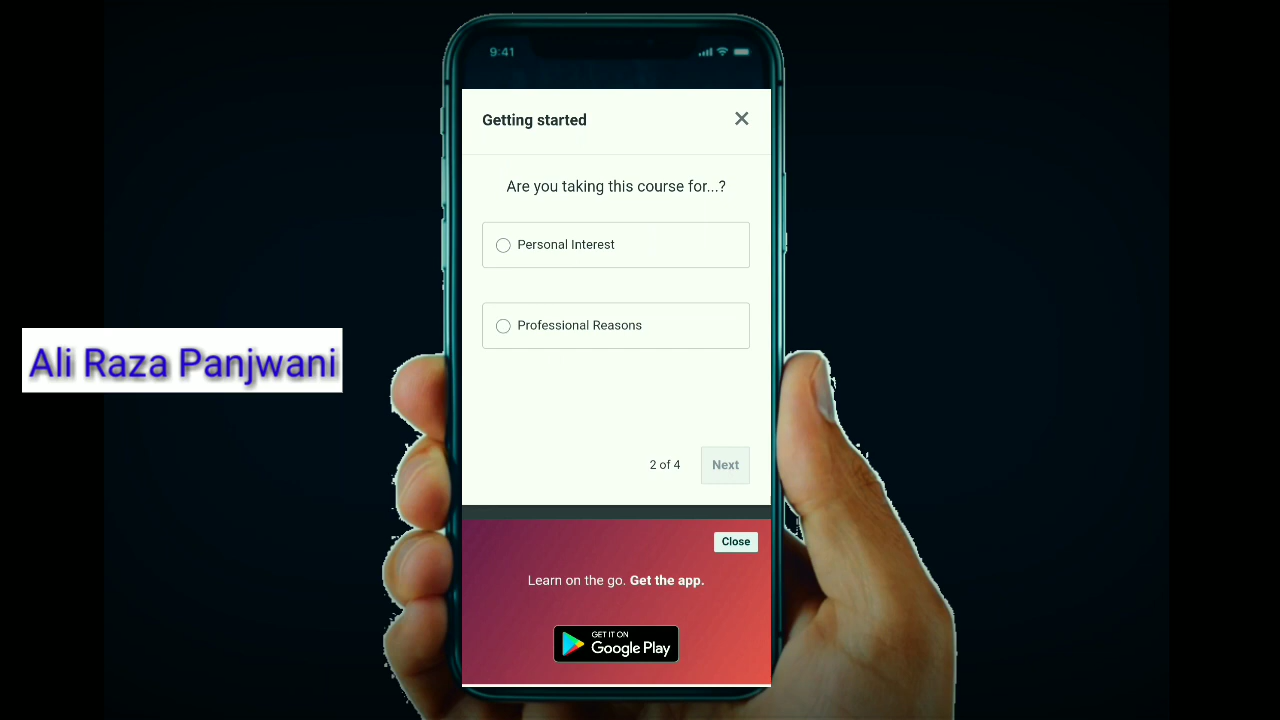 9:41
Getting started
Are you taking this course for...?
Personal Interest
Professional Reasons
Ali Raza Panjwani
2 of 4
Next
Close
Learn on the go. Get the app.
GET IT ON
Google Play